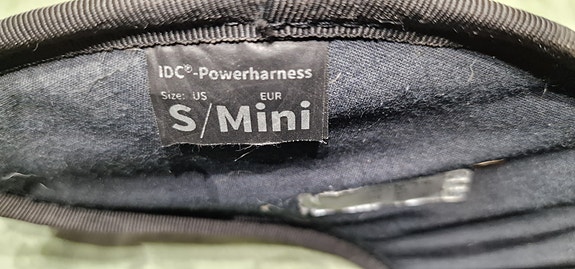 IDC®-Powerharness
Size: US EUR
S/Mini